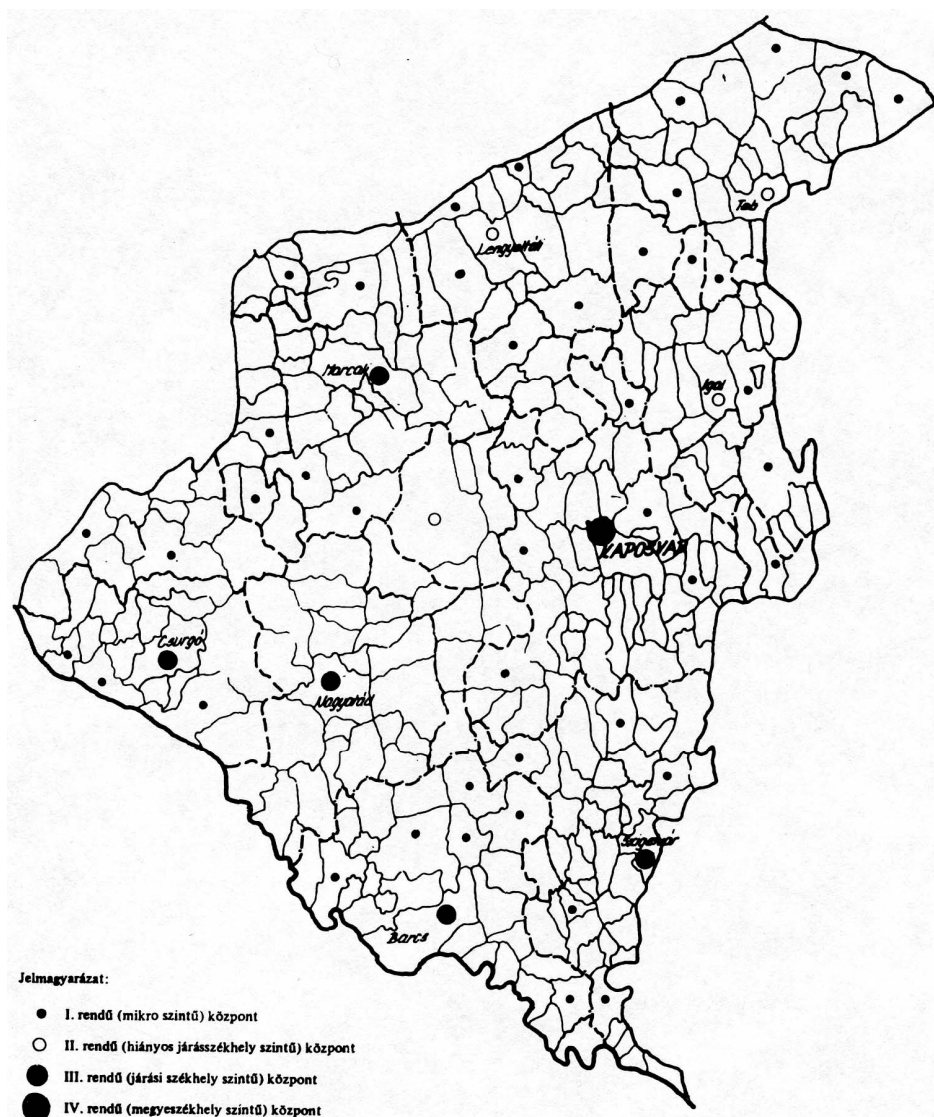 Tab
Lengyeltóti
Marcali
Igal
KAPOSVÁR
Csurgó
Nagyatád
Szigetvár
Barcs
Jelmagyarázat:
I. rendű (mikro szintű) központ
II. rendű (hiányos járásszékhely szintű) központ
III. rendű (járási székhely szintű) központ
IV. rendű (megyeszékhely szintű) központ